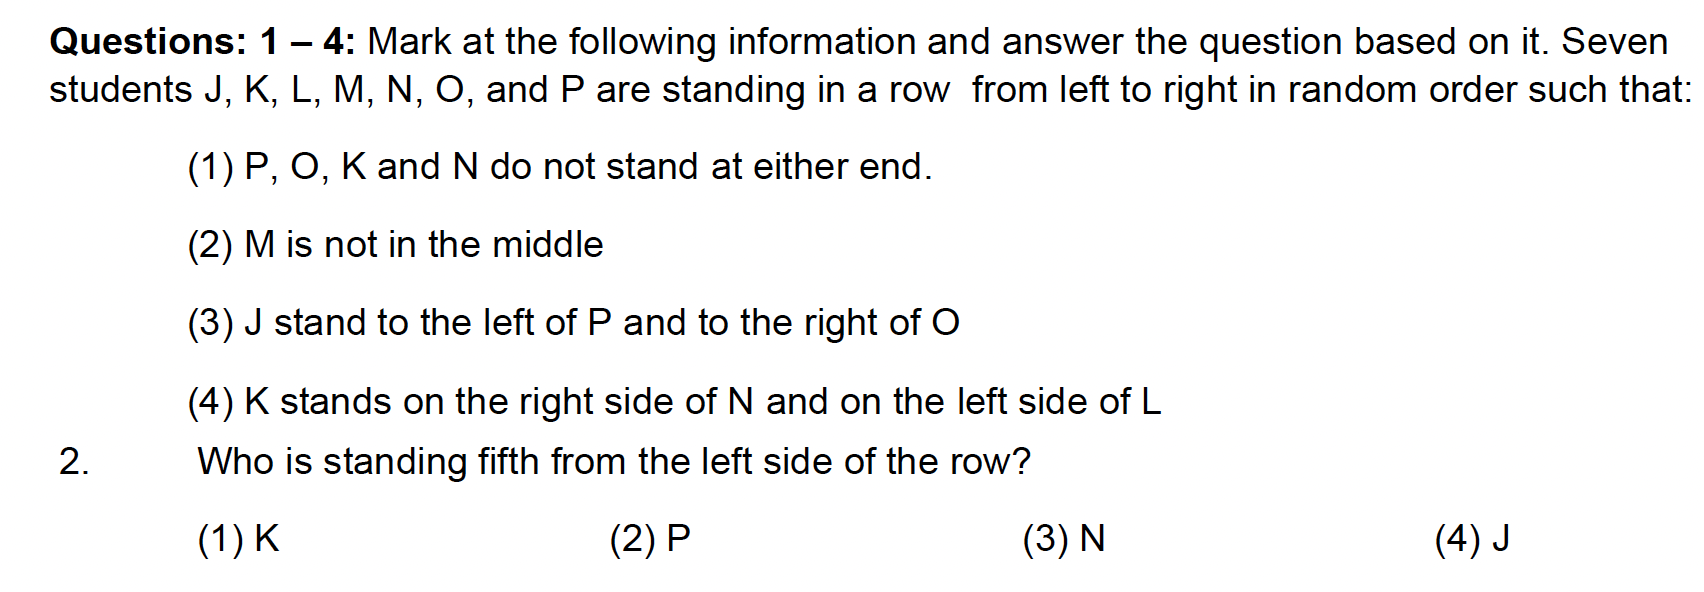 Questions: 1 – 4: Mark at the following information and answer the question based on it. Seven
students J, K, L, M, N, O, and P are standing in a row from left to right in random order such that:
(1) P, O, K and N do not stand at either end.
(2) M is not in the middle
(3) J stand to the left of P and to the right of O
(4) K stands on the right side of N and on the left side of L
2. Who is standing fifth from the left side of the row?
(1) K (2) P (3) N (4) J